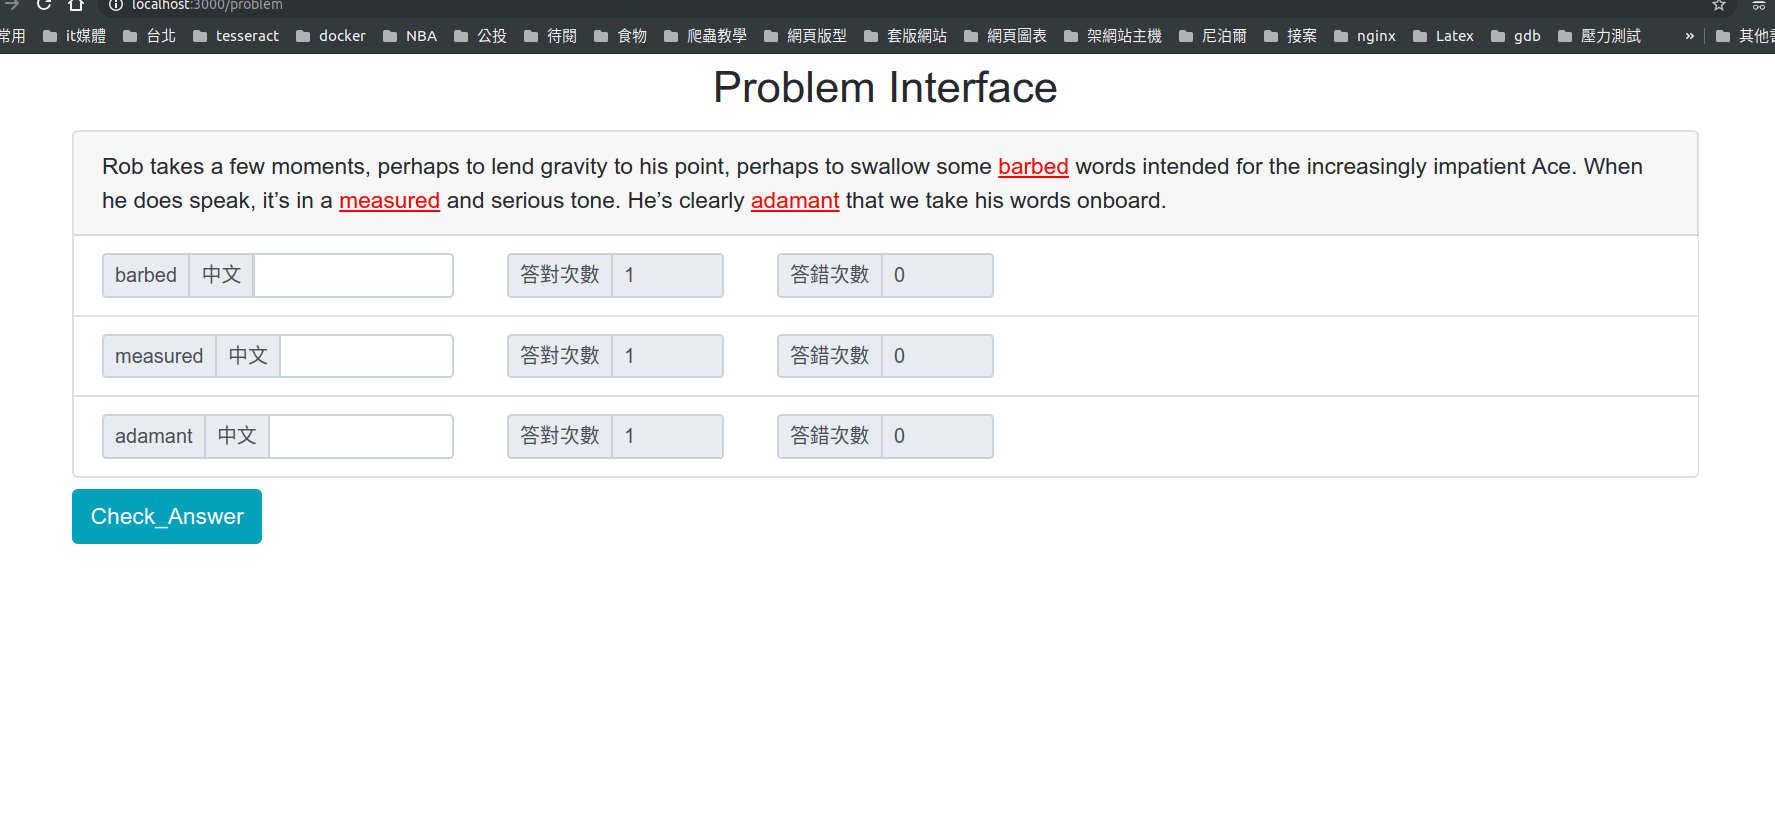 localhost:3000/problem
常用 it媒體 台北 tesseract docker NBA 公投 待閱 食物 爬蟲教學 網頁版型 套版網站 網頁圖表 架網站主機 尼泊爾 接案 nginx Latex gdb 壓力測試 » 其他
Problem Interface
Rob takes a few moments, perhaps to lend gravity to his point, perhaps to swallow some barbed words intended for the increasingly impatient Ace. When
he does speak, it’s in a measured and serious tone. He’s clearly adamant that we take his words onboard.
barbed 中文 答對次數 1 答錯次數 0
measured 中文 答對次數 1 答錯次數 0
adamant 中文 答對次數 1 答錯次數 0
Check_Answer